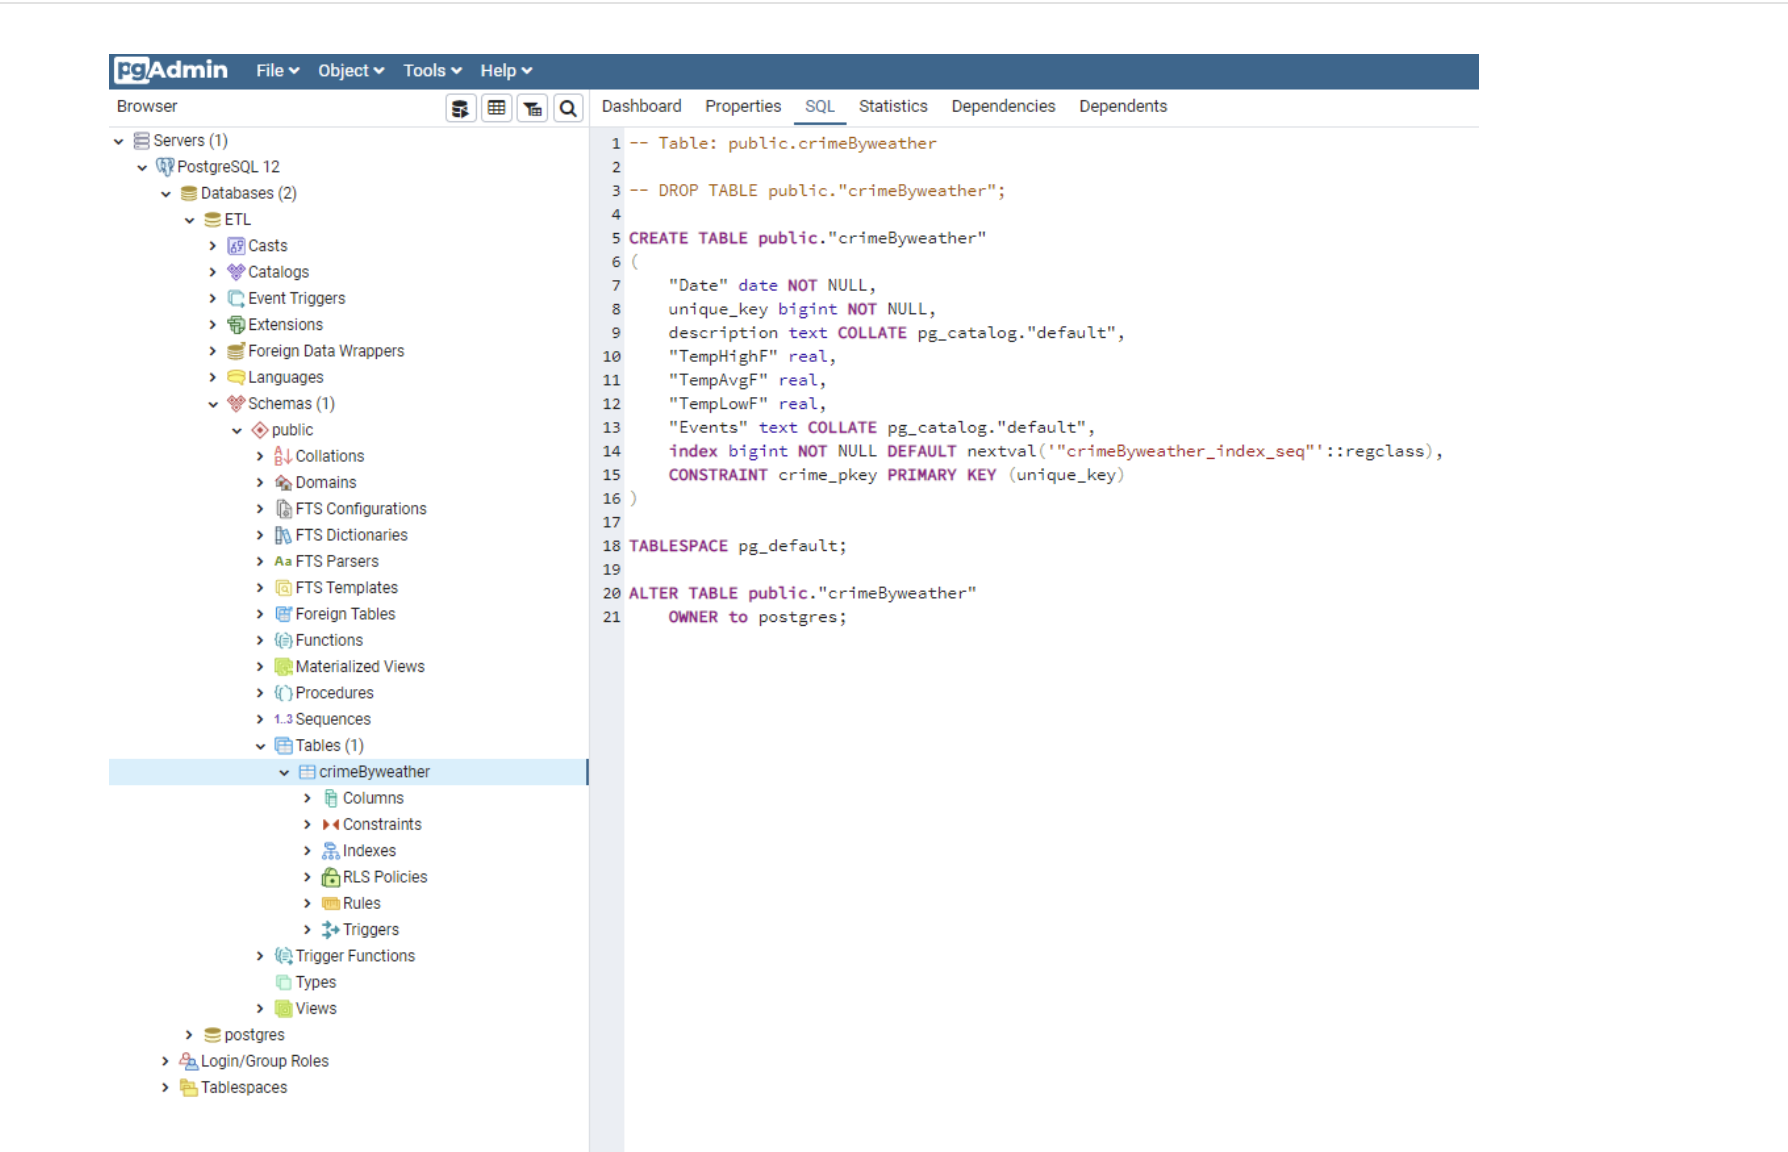 pgAdmin File Object Tools Help
Browser
Dashboard Properties SQL Statistics Dependencies Dependents
Servers (1)
PostgreSQL 12
Databases (2)
ETL
Casts
Catalogs
Event Triggers
Extensions
Foreign Data Wrappers
Languages
Schemas (1)
public
Collations
Domains
FTS Configurations
FTS Dictionaries
Aa FTS Parsers
FTS Templates
Foreign Tables
Functions
Materialized Views
Procedures
1..3 Sequences
Tables (1)
crimeByweather
Columns
Constraints
Indexes
RLS Policies
Rules
Triggers
Trigger Functions
Types
Views
postgres
Login/Group Roles
Tablespaces
1 -- Table: public.crimeByweather
2
3 -- DROP TABLE public."crimeByweather";
4
5 CREATE TABLE public."crimeByweather"
6 (
7 "Date" date NOT NULL,
8 unique_key bigint NOT NULL,
9 description text COLLATE pg_catalog."default",
10 "TempHighF" real,
11 "TempAvgF" real,
12 "TempLowF" real,
13 "Events" text COLLATE pg_catalog."default",
14 index bigint NOT NULL DEFAULT nextval('"crimeByweather_index_seq"'::regclass),
15 CONSTRAINT crime_pkey PRIMARY KEY (unique_key)
16 )
17
18 TABLESPACE pg_default;
19
20 ALTER TABLE public."crimeByweather"
21 OWNER to postgres;